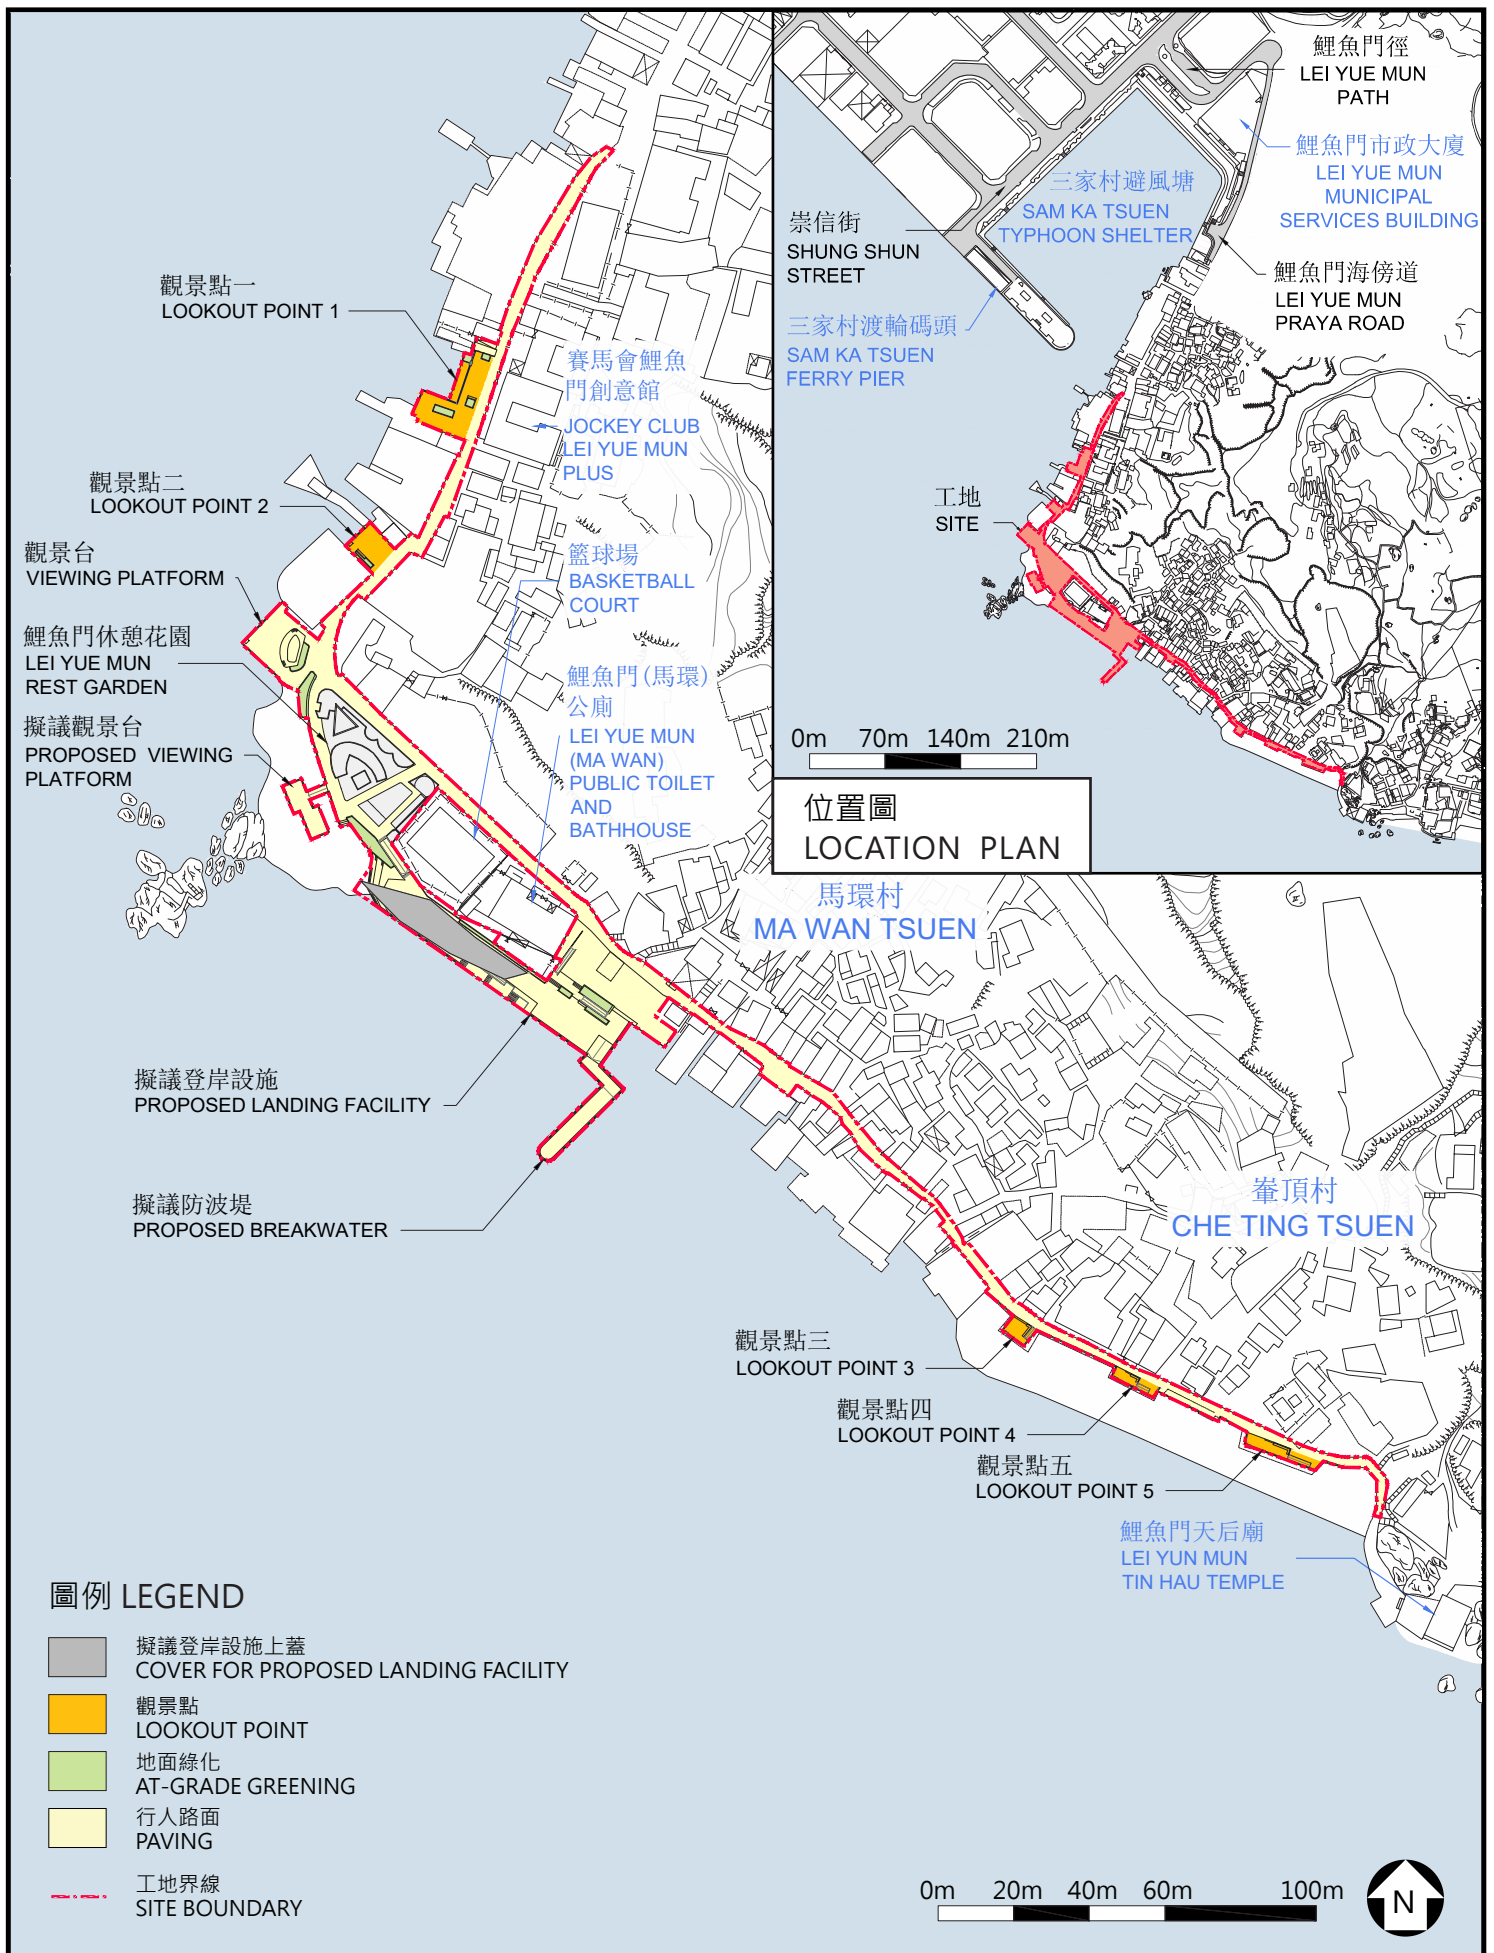 觀景點一
LOOKOUT POINT 1
賽馬會鯉魚
門創意館
JOCKEY CLUB
LEI YUE MUN
PLUS
觀景點二
LOOKOUT POINT 2
觀景台
VIEWING PLATFORM
籃球場
BASKETBALL
COURT
鯉魚門休憩花園
LEI YUE MUN
REST GARDEN
鯉魚門(馬環)
公廁
LEI YUE MUN
(MA WAN)
PUBLIC TOILET
AND
BATHHOUSE
擬議觀景台
PROPOSED VIEWING
PLATFORM
鯉魚門徑
LEI YUE MUN
PATH
鯉魚門市政大廈
LEI YUE MUN
MUNICIPAL
SERVICES BUILDING
三家村避風塘
SAM KA TSUEN
TYPHOON SHELTER
崇信街
SHUNG SHUN
STREET
鯉魚門海傍道
LEI YUE MUN
PRAYA ROAD
三家村渡輪碼頭
SAM KA TSUEN
FERRY PIER
工地
SITE
0m 70m 140m 210m
位置圖
LOCATION PLAN
馬環村
MA WAN TSUEN
擬議登岸設施
PROPOSED LANDING FACILITY
擬議防波堤
PROPOSED BREAKWATER
輋頂村
CHE TING TSUEN
觀景點三
LOOKOUT POINT 3
觀景點四
LOOKOUT POINT 4
觀景點五
LOOKOUT POINT 5
鯉魚門天后廟
LEI YUN MUN
TIN HAU TEMPLE
圖例 LEGEND
擬議登岸設施上蓋
COVER FOR PROPOSED LANDING FACILITY
觀景點
LOOKOUT POINT
地面綠化
AT-GRADE GREENING
行人路面
PAVING
工地界線
SITE BOUNDARY
0m 20m 40m 60m 100m
N